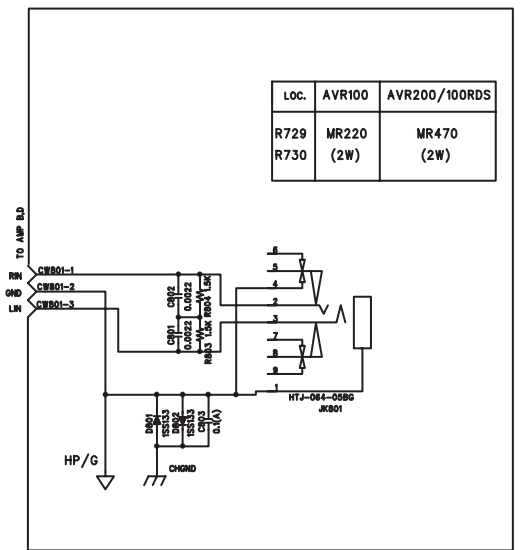 LOC. AVR100 AVR200/100RDS
R729 MR220 MR470
R730 (2W) (2W)
TO AMP B,D
RIN CW801-1
GND CW801-2
LIN CW801-3
C802
0.0022
R804 1.5K
C801
0.0022
R803 1.5K
6
5
4
2
3
7
8
9
1
HTJ-064-05BG
JK801
D801
1SS133
D802
1SS133
C803
0.1(A)
HP/G
CHGND